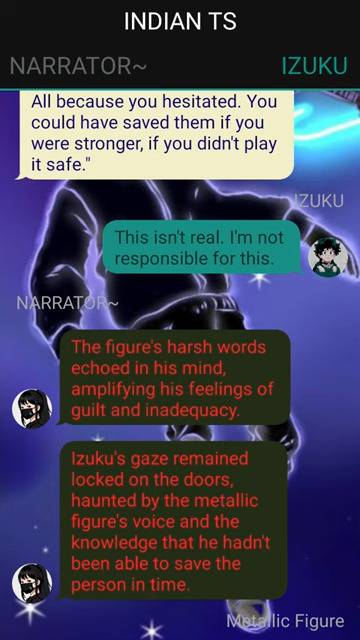 INDIAN TS
NARRATOR~ IZUKU
All because you hesitated. You
could have saved them if you
were stronger, if you didn't play
it safe."
IZUKU
This isn't real. I'm not
responsible for this.
NARRATOR~
The figure's harsh words
echoed in his mind,
amplifying his feelings of
guilt and inadequacy.
Izuku's gaze remained
locked on the doors,
haunted by the metallic
figure's voice and the
knowledge that he hadn't
been able to save the
person in time.
Metallic Figure